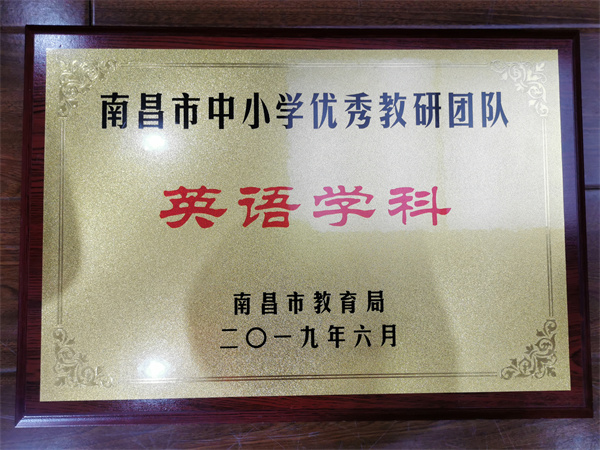 南昌市中小学优秀教研团队
英语学科
南昌市教育局
二〇一九年六月